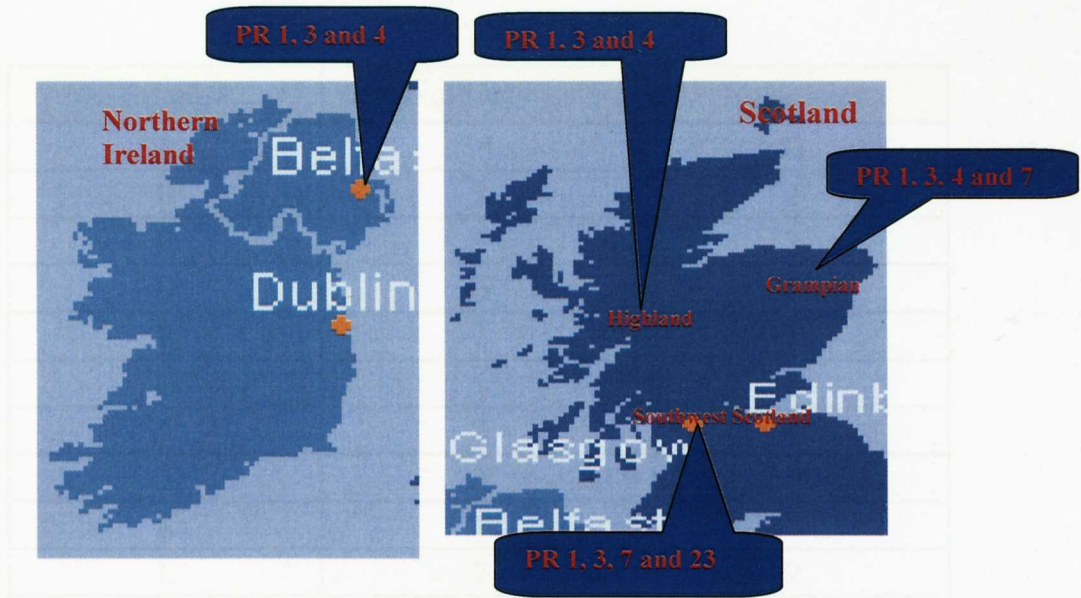 PR 1, 3 and 4
PR 1, 3 and 4
Northern
Ireland
Scotland
Belfas
PR 1, 3, 4 and 7
Dublin
Grampian
Highland
Edinb
Southwest Scotland
Glasgow
Belfast
PR 1, 3, 7 and 23